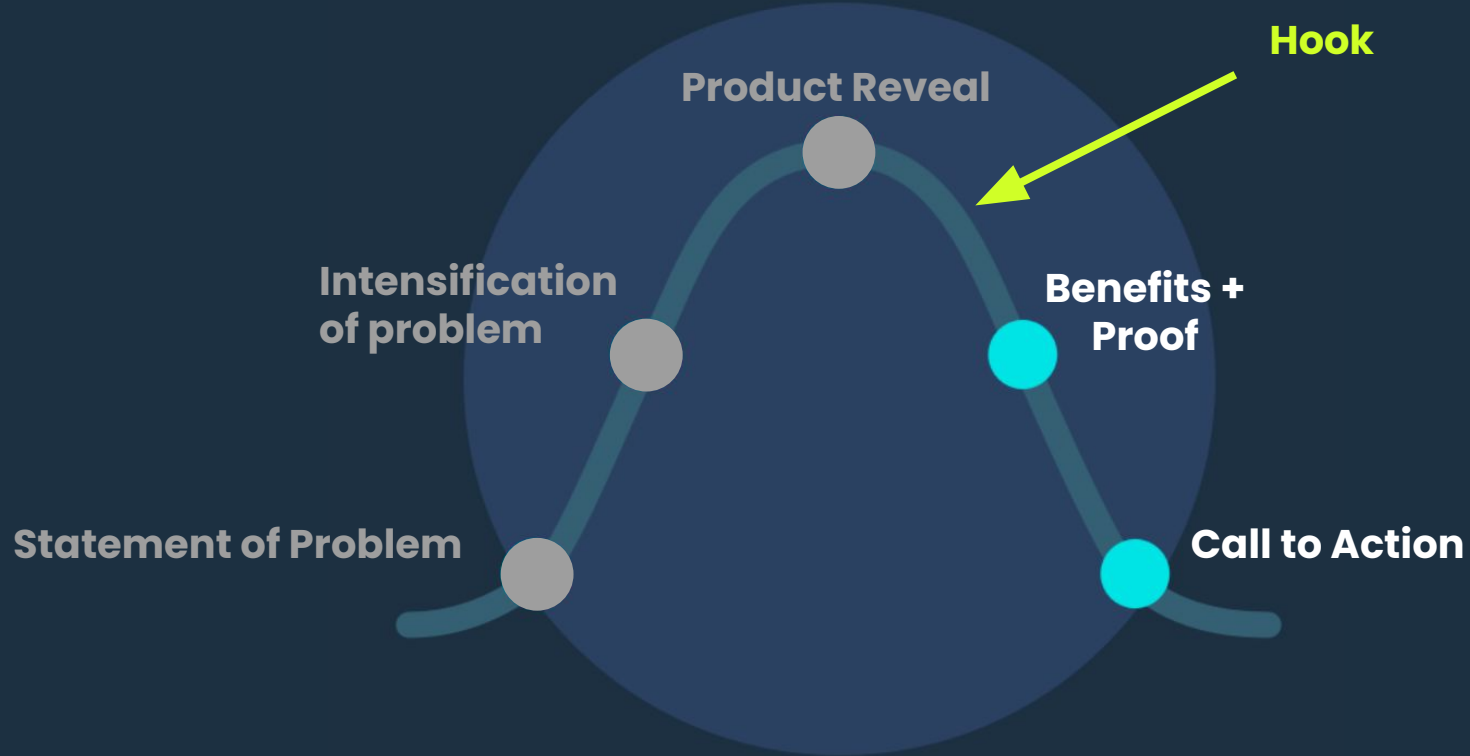 Hook
Product Reveal
Intensification
of problem
Benefits +
Proof
Statement of Problem
Call to Action